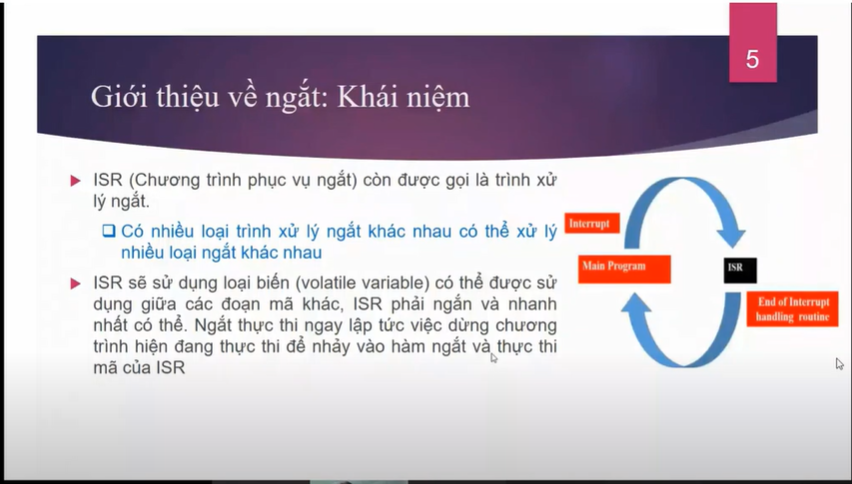 5
Giới thiệu về ngắt: Khái niệm
ISR (Chương trình phục vụ ngắt) còn được gọi là trình xử
lý ngắt.
Có nhiều loại trình xử lý ngắt khác nhau có thể xử lý
nhiều loại ngắt khác nhau
ISR sẽ sử dụng loại biến (volatile variable) có thể được sử
dụng giữa các đoạn mã khác, ISR phải ngắn và nhanh
nhất có thể. Ngắt thực thi ngay lập tức việc dừng chương
trình hiện đang thực thi để nhảy vào hàm ngắt và thực thi
mã của ISR
Interrupt
Main Program
ISR
End of Interrupt
handling routine